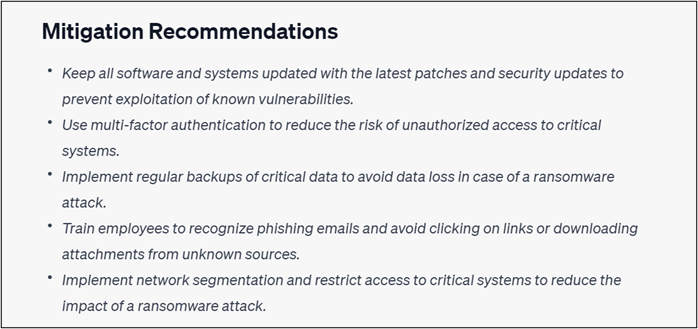 Mitigation Recommendations
• Keep all software and systems updated with the latest patches and security updates to
prevent exploitation of known vulnerabilities.
• Use multi-factor authentication to reduce the risk of unauthorized access to critical
systems.
• Implement regular backups of critical data to avoid data loss in case of a ransomware
attack.
• Train employees to recognize phishing emails and avoid clicking on links or downloading
attachments from unknown sources.
• Implement network segmentation and restrict access to critical systems to reduce the
impact of a ransomware attack.